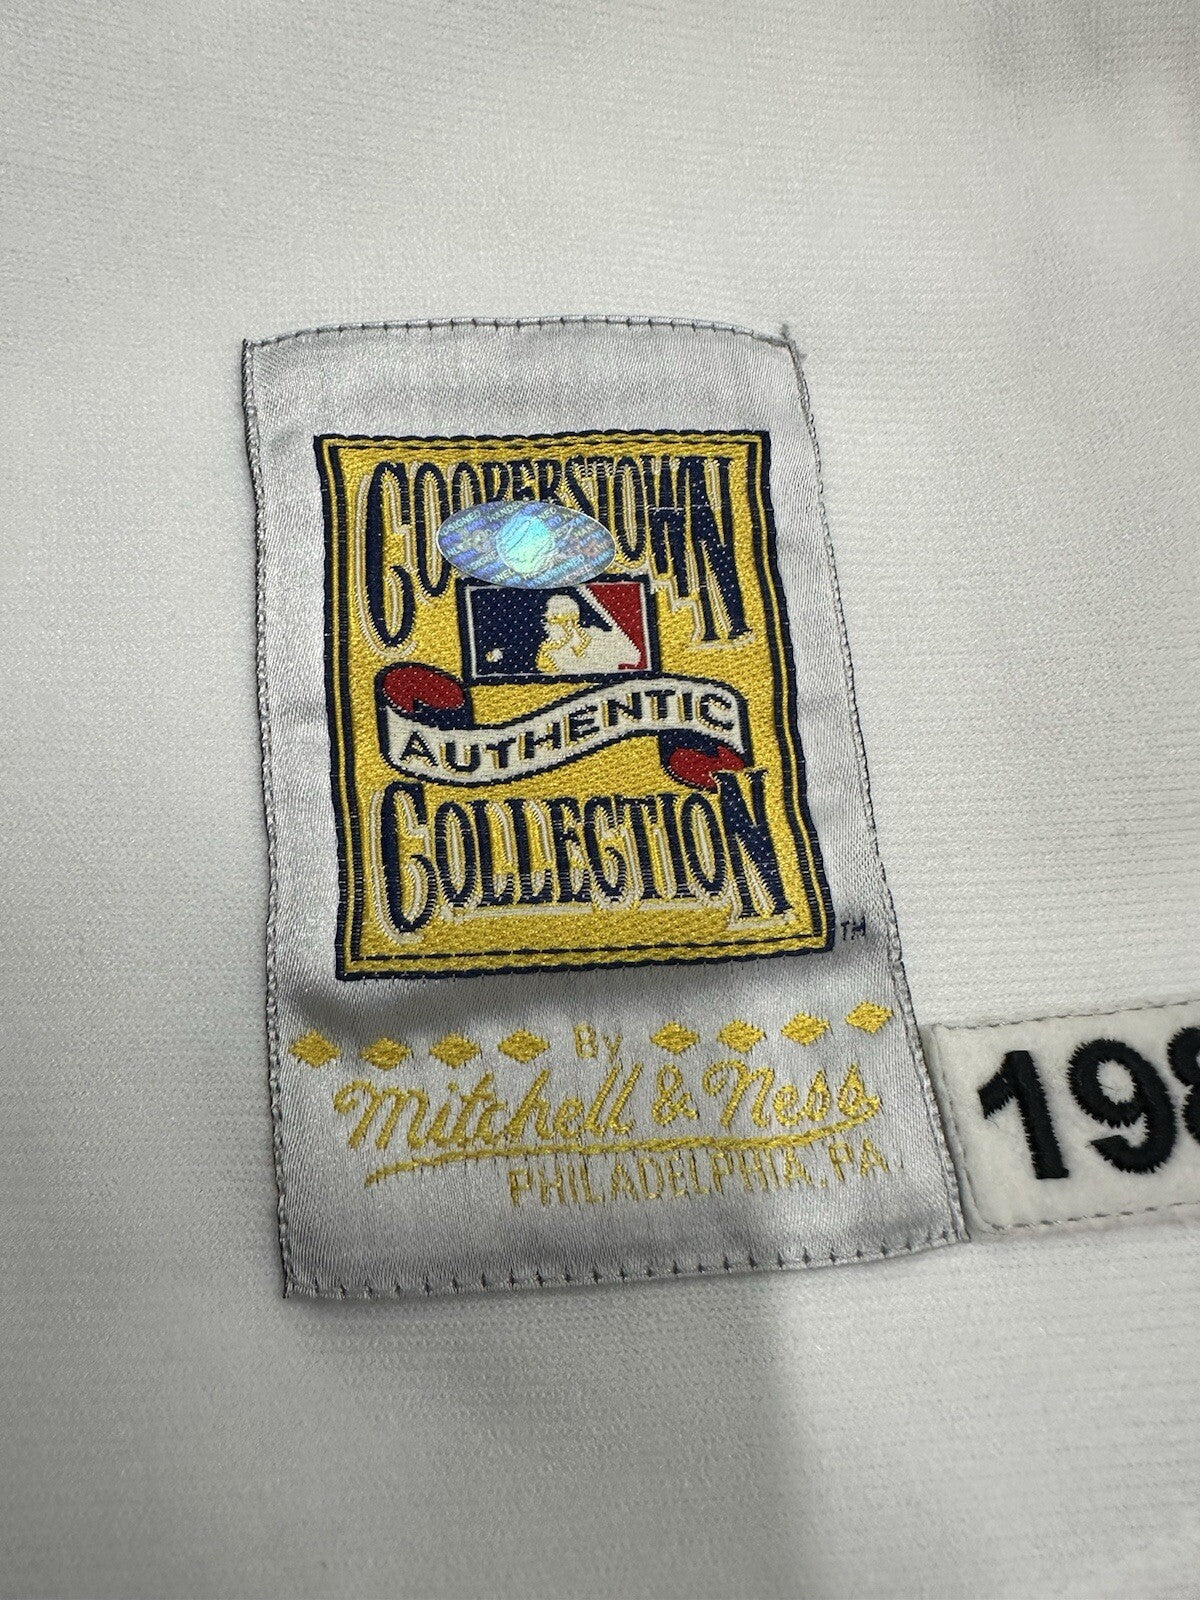 COOPERSTOWN
AUTHENTIC
COLLECTION
TM
By
Mitchell & Ness
PHILADELPHIA, PA.
198